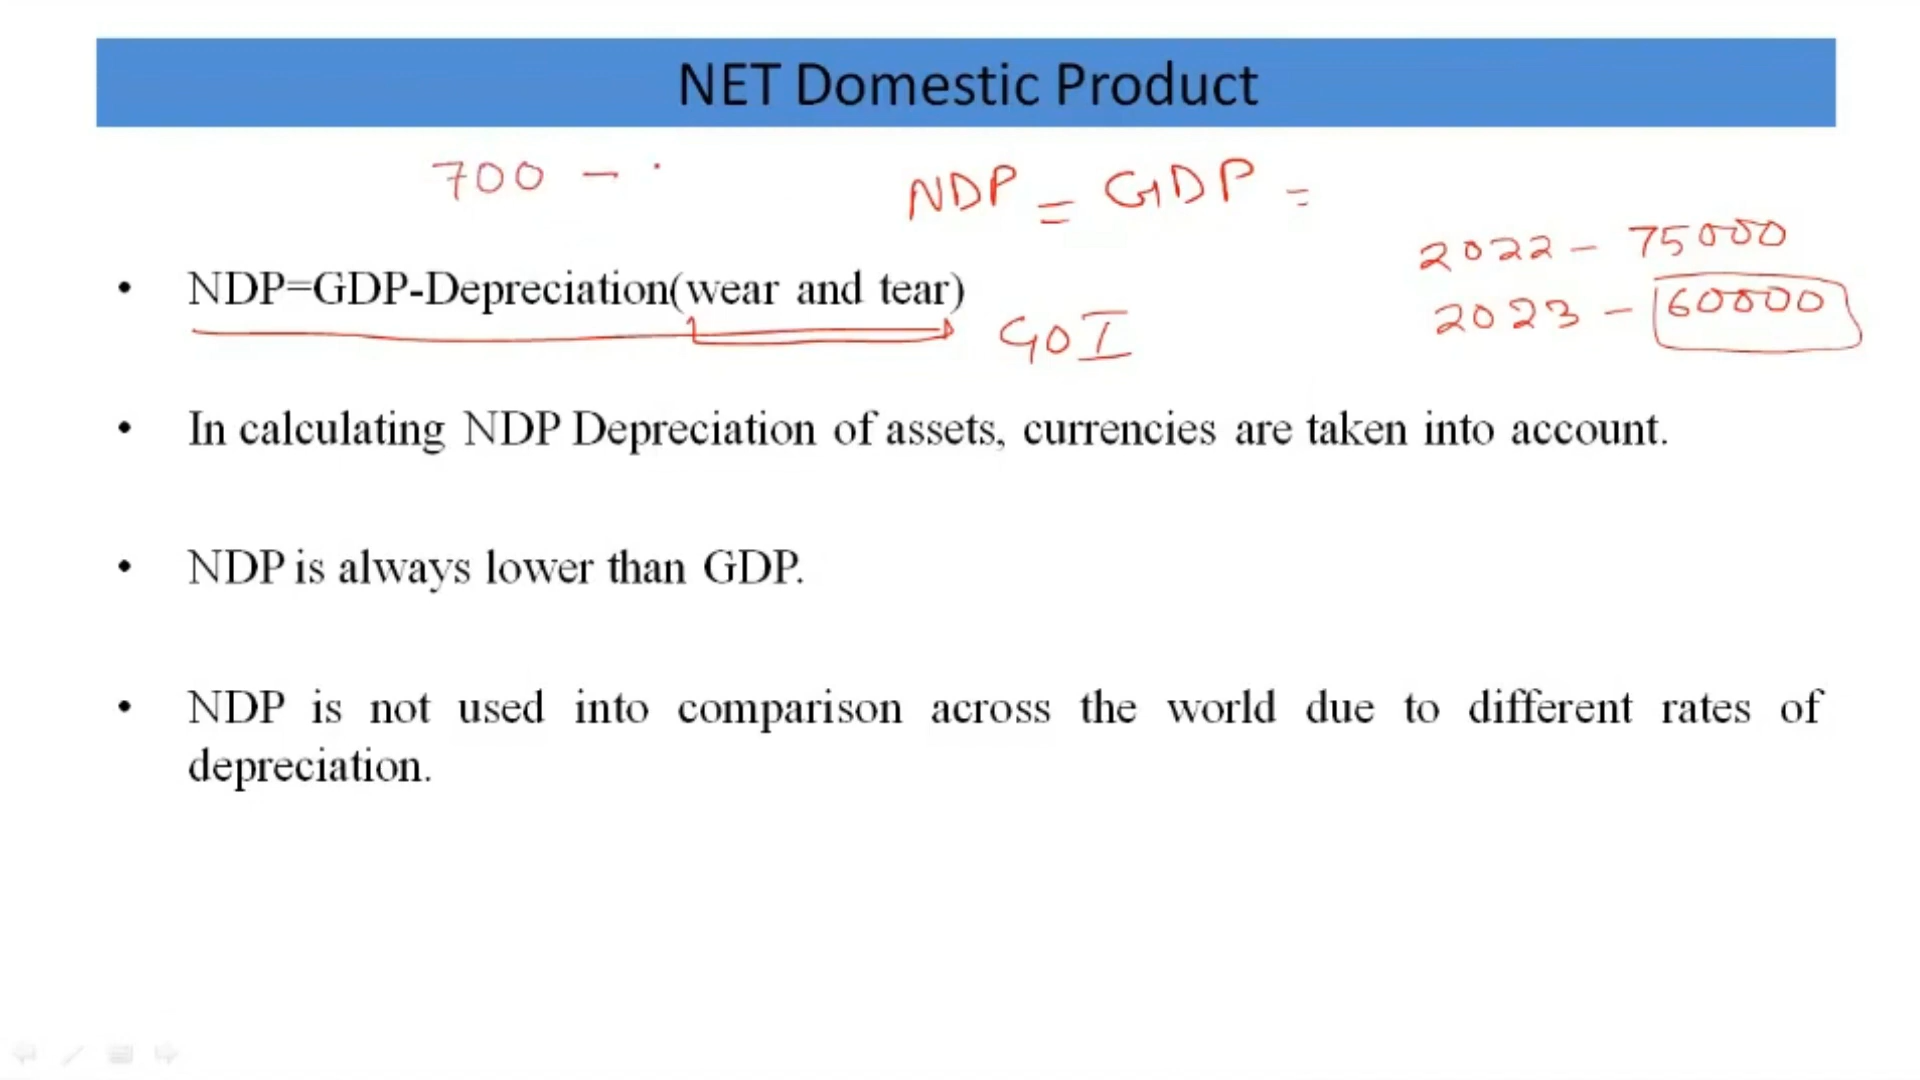 NET Domestic Product
700 -
NDP = GDP =
2022 - 75000
• NDP=GDP-Depreciation(wear and tear)
2023 - 60000
GOI
• In calculating NDP Depreciation of assets, currencies are taken into account.
• NDP is always lower than GDP.
• NDP is not used into comparison across the world due to different rates of
depreciation.